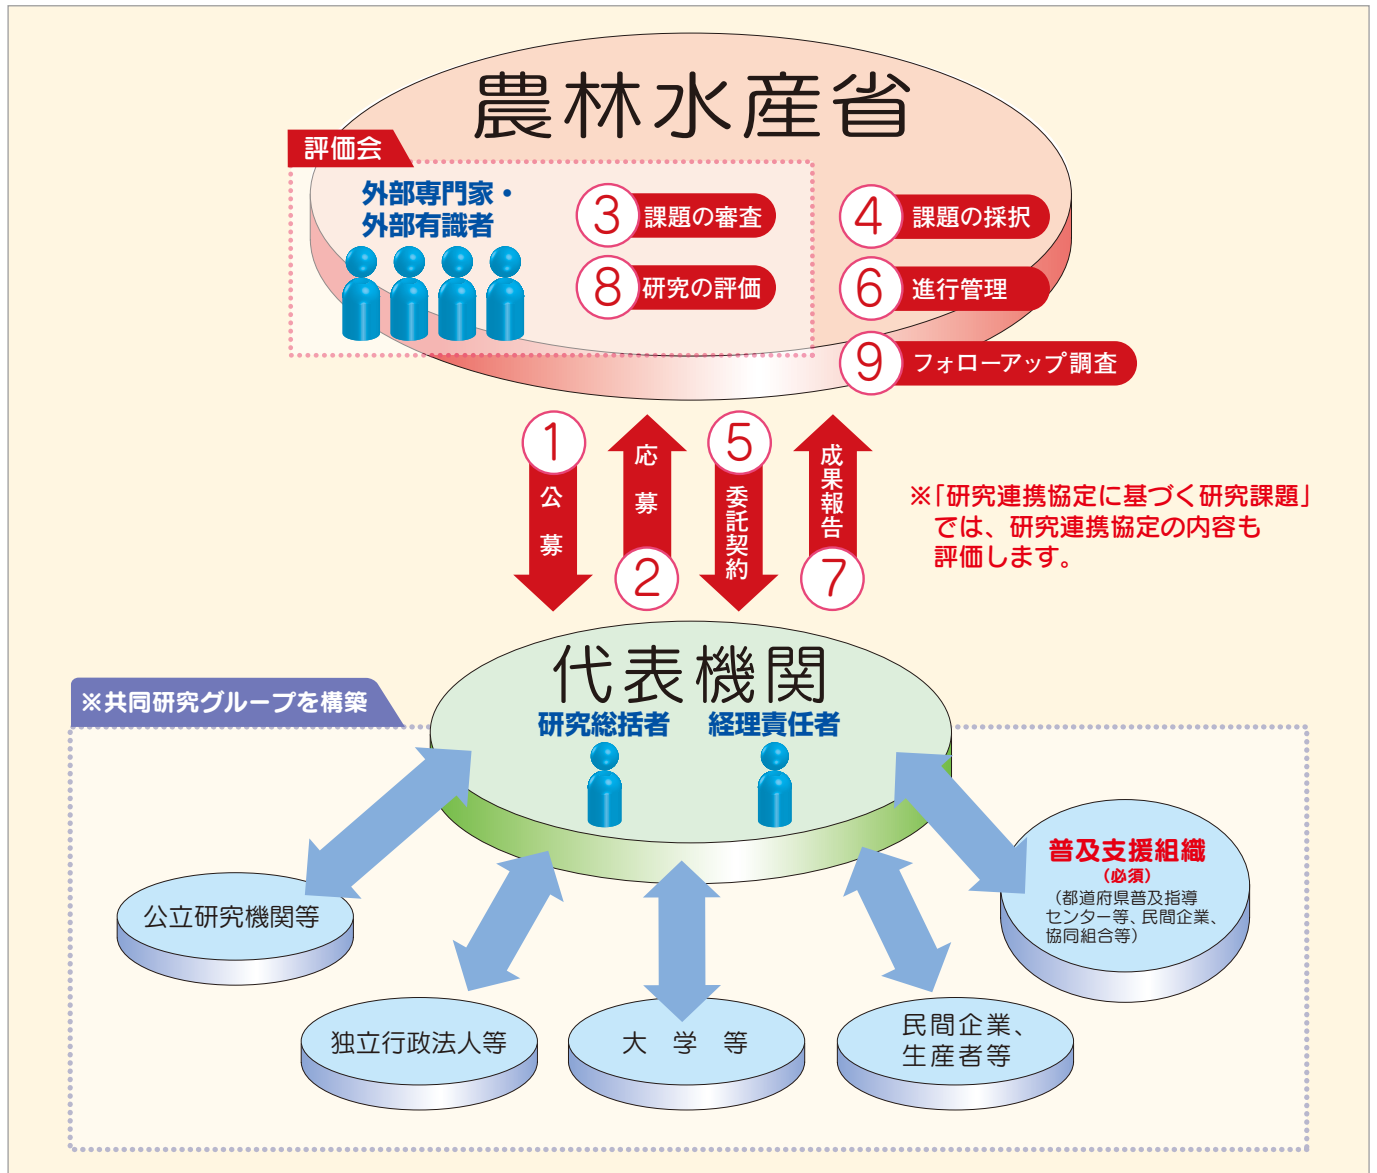 農林水産省
評価会
外部専門家・
外部有識者
③ 課題の審査
⑧ 研究の評価
④ 課題の採択
⑥ 進行管理
⑨ フォローアップ調査
① 公募
応募 ②
⑤ 委託契約
成果報告 ⑦
※「研究連携協定に基づく研究課題」
では、研究連携協定の内容も
評価します。
代表機関
研究総括者
経理責任者
※共同研究グループを構築
公立研究機関等
独立行政法人等
大学等
民間企業、
生産者等
普及支援組織
（必須）
（都道府県普及指導
センター等、民間企業、
協同組合等）